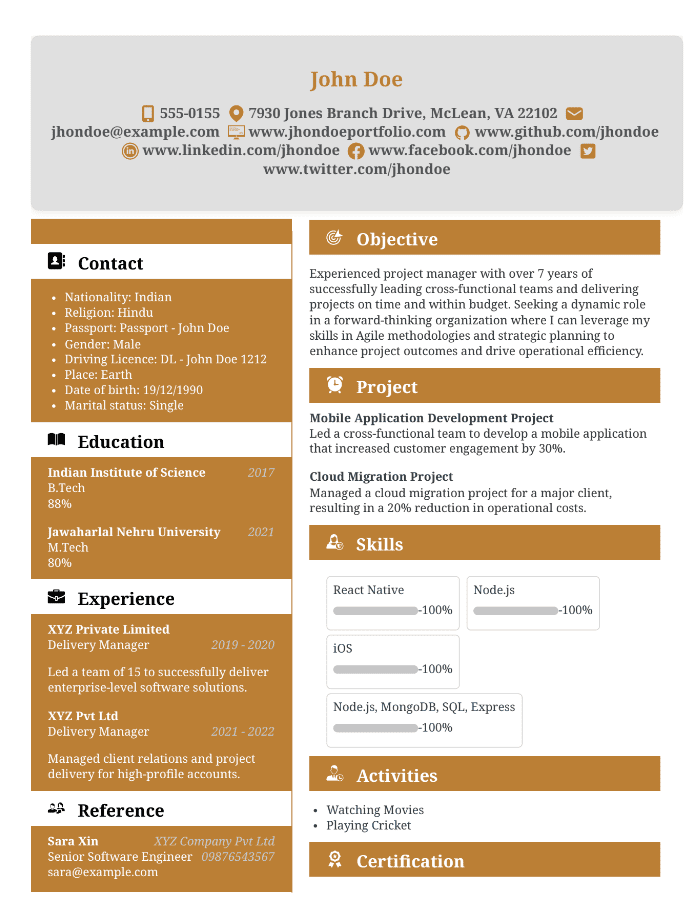 John Doe
555-0155 7930 Jones Branch Drive, McLean, VA 22102
jhondoe@example.com www.jhondoeportfolio.com www.github.com/jhondoe
www.linkedin.com/jhondoe www.facebook.com/jhondoe
www.twitter.com/jhondoe
Contact
• Nationality: Indian
• Religion: Hindu
• Passport: Passport - John Doe
• Gender: Male
• Driving Licence: DL - John Doe 1212
• Place: Earth
• Date of birth: 19/12/1990
• Marital status: Single
Education
Indian Institute of Science 2017
B.Tech
88%
Jawaharlal Nehru University 2021
M.Tech
80%
Experience
XYZ Private Limited
Delivery Manager 2019 - 2020
Led a team of 15 to successfully deliver
enterprise-level software solutions.
XYZ Pvt Ltd
Delivery Manager 2021 - 2022
Managed client relations and project
delivery for high-profile accounts.
Reference
Sara Xin XYZ Company Pvt Ltd
Senior Software Engineer 09876543567
sara@example.com
Objective
Experienced project manager with over 7 years of
successfully leading cross-functional teams and delivering
projects on time and within budget. Seeking a dynamic role
in a forward-thinking organization where I can leverage my
skills in Agile methodologies and strategic planning to
enhance project outcomes and drive operational efficiency.
Project
Mobile Application Development Project
Led a cross-functional team to develop a mobile application
that increased customer engagement by 30%.
Cloud Migration Project
Managed a cloud migration project for a major client,
resulting in a 20% reduction in operational costs.
Skills
React Native Node.js
-100% -100%
iOS
-100%
Node.js, MongoDB, SQL, Express
-100%
Activities
• Watching Movies
• Playing Cricket
Certification